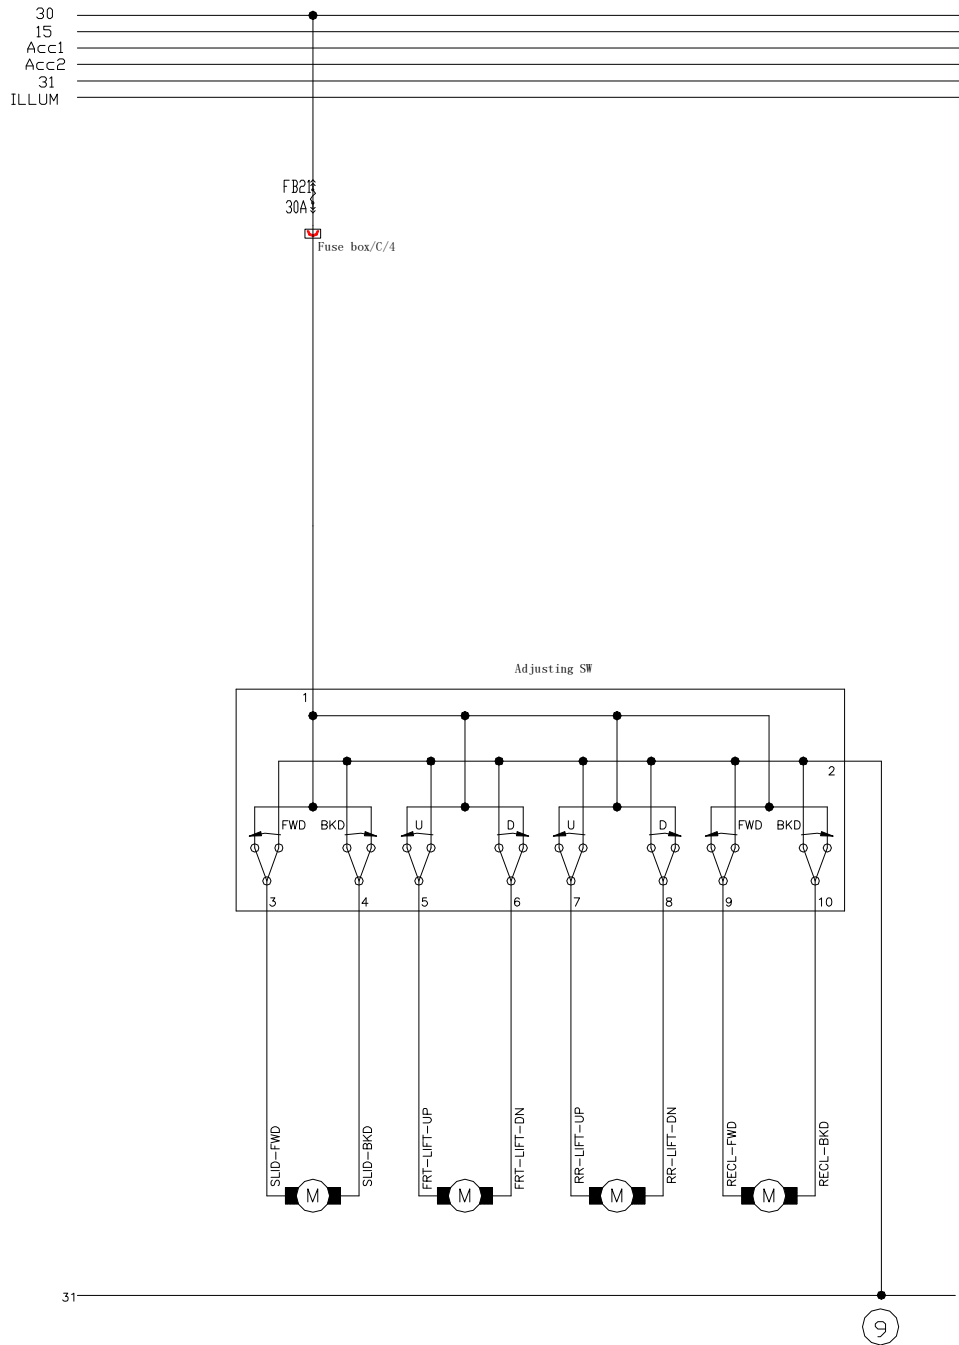 30
15
Acc1
Acc2
31
ILLUM
FB21
30A
Fuse box/C/4
Adjusting SW
1
2
FWD BKD U D U D FWD BKD
3 4 5 6 7 8 9 10
SLID-FWD
SLID-BKD
FRT-LIFT-UP
FRT-LIFT-DN
RR-LIFT-UP
RR-LIFT-DN
RECL-FWD
RECL-BKD
M M M M
31
9